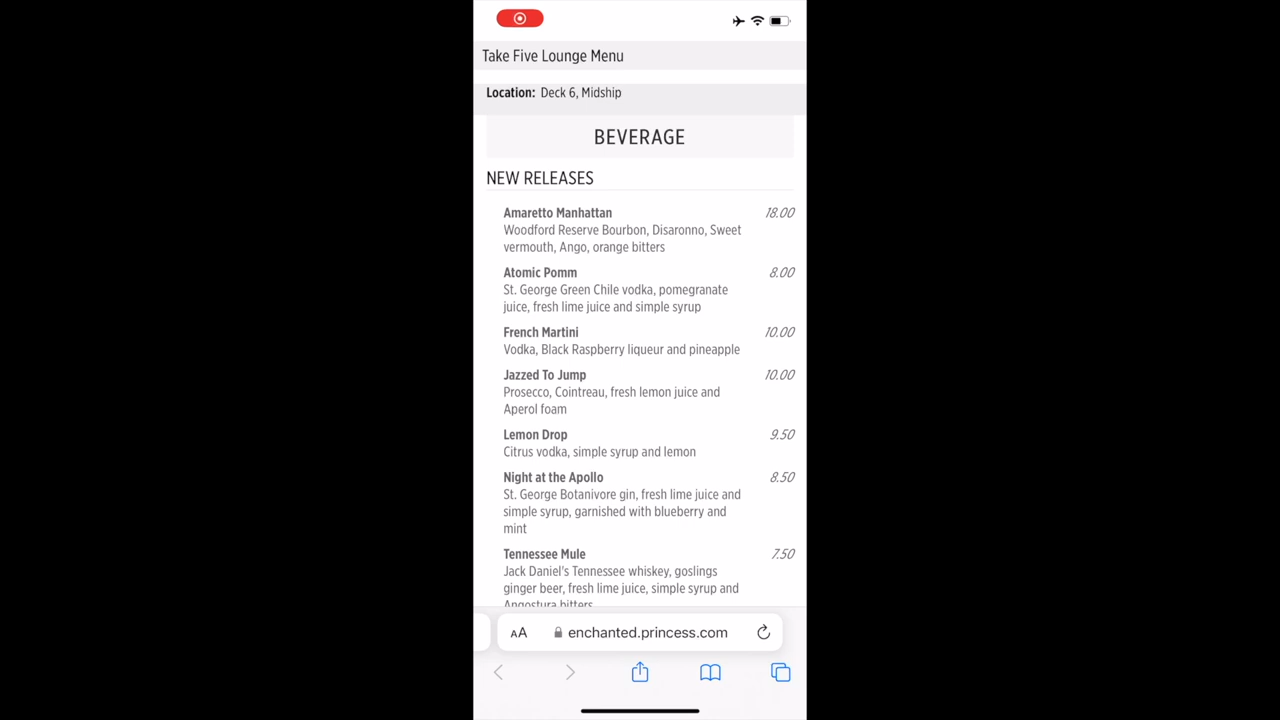 Take Five Lounge Menu
Location: Deck 6, Midship
BEVERAGE
NEW RELEASES
Amaretto Manhattan 18.00
Woodford Reserve Bourbon, Disaronno, Sweet
vermouth, Ango, orange bitters
Atomic Pomm 8.00
St. George Green Chile vodka, pomegranate
juice, fresh lime juice and simple syrup
French Martini 10.00
Vodka, Black Raspberry liqueur and pineapple
Jazzed To Jump 10.00
Prosecco, Cointreau, fresh lemon juice and
Aperol foam
Lemon Drop 9.50
Citrus vodka, simple syrup and lemon
Night at the Apollo 8.50
St. George Botanivore gin, fresh lime juice and
simple syrup, garnished with blueberry and
mint
Tennessee Mule 7.50
Jack Daniel's Tennessee whiskey, goslings
ginger beer, fresh lime juice, simple syrup and
Angostura bitters
AA enchanted.princess.com